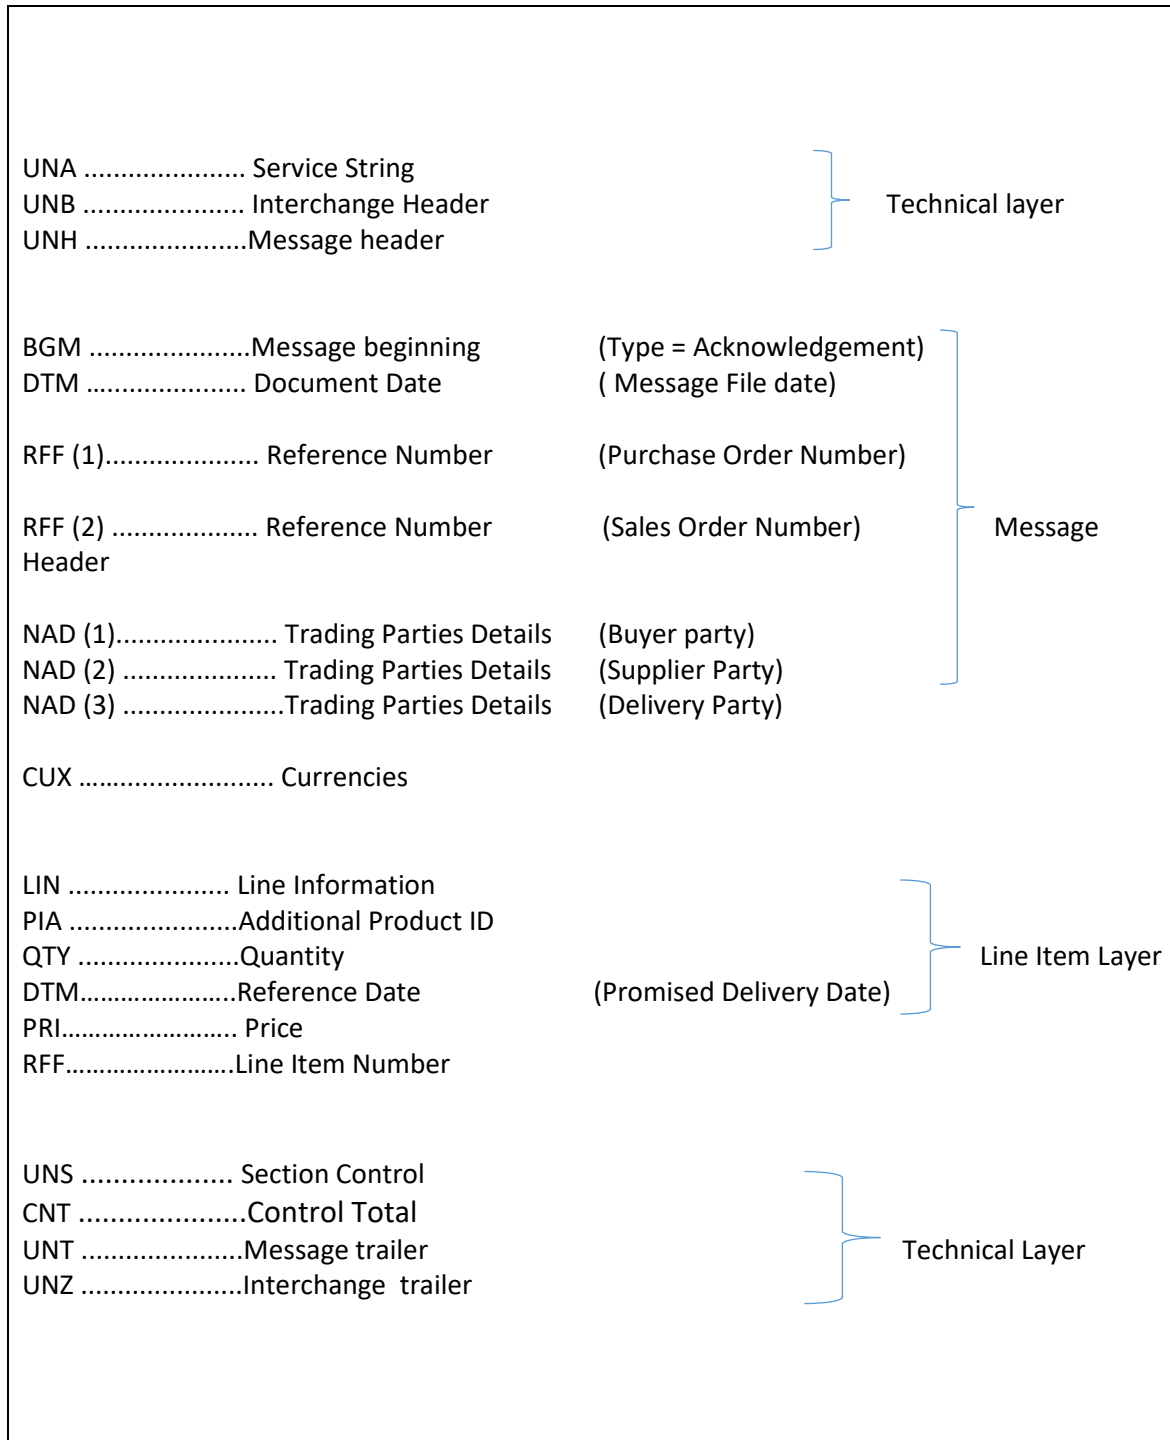 UNA ...................... Service String
UNB ...................... Interchange Header
Technical layer
UNH ......................Message header
BGM ......................Message beginning (Type = Acknowledgement)
DTM ...................... Document Date ( Message File date)
RFF (1)..................... Reference Number (Purchase Order Number)
RFF (2) .................... Reference Number (Sales Order Number) Message
Header
NAD (1)...................... Trading Parties Details (Buyer party)
NAD (2) ..................... Trading Parties Details (Supplier Party)
NAD (3) ......................Trading Parties Details (Delivery Party)
CUX ........................... Currencies
LIN ...................... Line Information
PIA .......................Additional Product ID
QTY ......................Quantity Line Item Layer
DTM........................Reference Date (Promised Delivery Date)
PRI.......................... Price
RFF.........................Line Item Number
UNS ................... Section Control
CNT .....................Control Total
UNT ......................Message trailer Technical Layer
UNZ ......................Interchange trailer